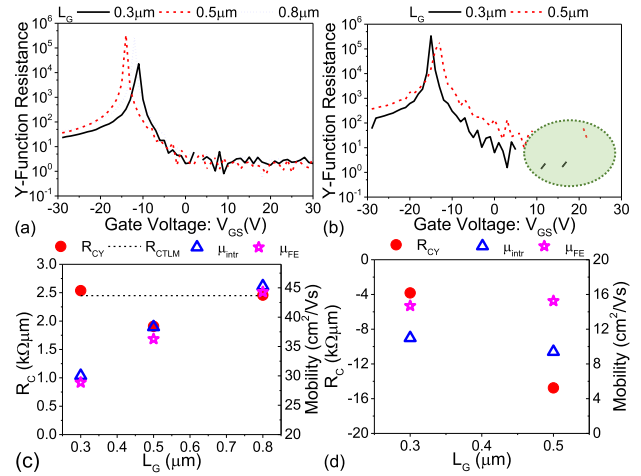 L_G 0.3μm 0.5μm 0.8μm
Y-Function Resistance
10^6
10^5
10^4
10^3
10^2
10^1
10^0
10^-1
-30 -20 -10 0 10 20 30
(a) Gate Voltage: V_GS(V)
L_G 0.3μm 0.5μm
Y-Function Resistance
10^6
10^5
10^4
10^3
10^2
10^1
10^0
10^-1
-30 -20 -10 0 10 20 30
(b) Gate Voltage: V_GS(V)
R_CY R_CTLM μ_intr μ_FE
R_C (kΩμm)
3.0
2.5
2.0
1.5
1.0
0.5
0.0
Mobility (cm²/Vs)
45
40
35
30
25
20
0.3 0.4 0.5 0.6 0.7 0.8
(c) L_G (μm)
R_CY μ_intr μ_FE
R_C (kΩμm)
0
-4
-8
-12
-16
-20
Mobility (cm²/Vs)
20
16
12
8
4
0
0.3 0.4 0.5
(d) L_G (μm)